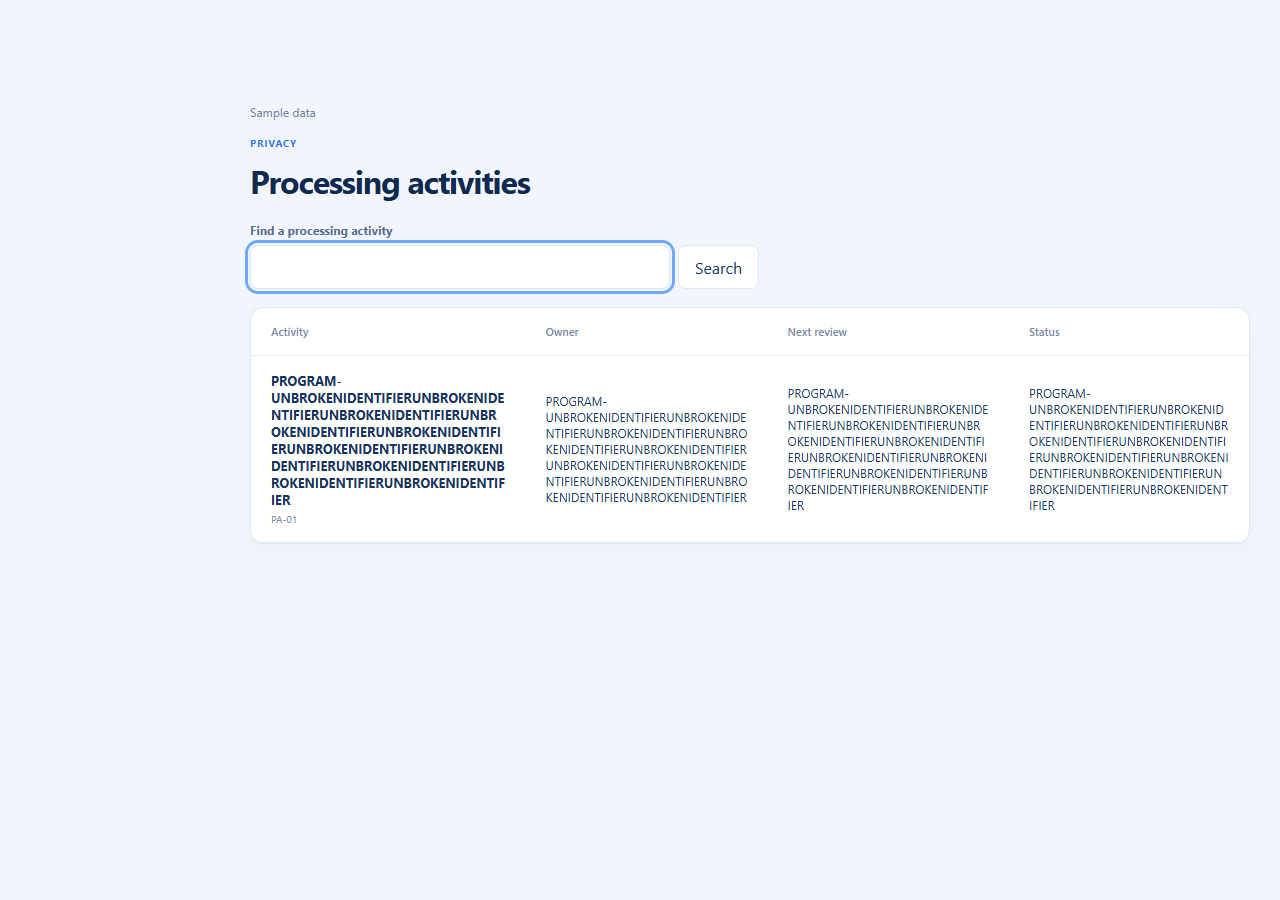 Sample data
PRIVACY
Processing activities
Find a processing activity
Search
Activity Owner Next review Status
PROGRAM-
UNBROKENIDENTIFIERUNBROKENIDE
NTIFIERUNBROKENIDENTIFIERUNBR
OKENIDENTIFIERUNBROKENIDENTIFI
ERUNBROKENIDENTIFIERUNBROKENI
DENTIFIERUNBROKENIDENTIFIERUNB
ROKENIDENTIFIERUNBROKENIDENTIF
IER
PA-01
PROGRAM-
UNBROKENIDENTIFIERUNBROKENIDE
NTIFIERUNBROKENIDENTIFIERUNBRO
KENIDENTIFIERUNBROKENIDENTIFIER
UNBROKENIDENTIFIERUNBROKENIDE
NTIFIERUNBROKENIDENTIFIERUNBRO
KENIDENTIFIERUNBROKENIDENTIFIER
PROGRAM-
UNBROKENIDENTIFIERUNBROKENIDE
NTIFIERUNBROKENIDENTIFIERUNBR
OKENIDENTIFIERUNBROKENIDENTIFI
ERUNBROKENIDENTIFIERUNBROKENI
DENTIFIERUNBROKENIDENTIFIERUNB
ROKENIDENTIFIERUNBROKENIDENTIF
IER
PROGRAM-
UNBROKENIDENTIFIERUNBROKENID
ENTIFIERUNBROKENIDENTIFIERUNBR
OKENIDENTIFIERUNBROKENIDENTIFI
ERUNBROKENIDENTIFIERUNBROKENI
DENTIFIERUNBROKENIDENTIFIERUN
BROKENIDENTIFIERUNBROKENIDENT
IFIER